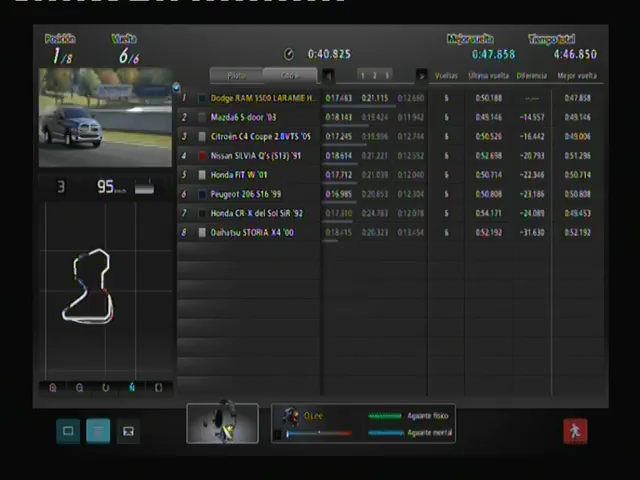 Posición Vuelta
1/8 6/6
0:40.825
Mejor vuelta Tiempo total
0:47.858 4:46.850
Piloto Coche 1 2 3 > Vueltas Última vuelta Diferencia Mejor vuelta
1 Dodge RAM 1500 LARAMIE H... 0:17.463 0:21.115 0:12.660 6 0:50.188 --.--- 0:47.858
2 Mazda6 5-door '03 0:18.143 0:19.424 0:11.942 6 0:49.146 -14.557 0:49.146
3 Citroën C4 Coupe 2.0VTS '05 0:17.245 0:12.744 6 0:50.526 -16.442 0:49.006
4 Nissan SILVIA Q's (S13) '91 0:18.614 0:21.221 0:12.552 6 0:52.698 -20.793 0:51.296
5 Honda FIT W '01 0:17.712 0:21.039 0:12.040 6 0:50.714 -22.346 0:50.714
6 Peugeot 206 S16 '99 0:16.985 0:20.653 0:12.304 6 0:50.808 -23.186 0:50.808
7 Honda CR-X del Sol SiR '92 0:17.310 0:24.783 0:12.078 6 0:54.171 -24.089 0:49.453
8 Daihatsu STORIA X4 '00 0:18.415 0:20.323 0:13.454 6 0:52.192 -31.630 0:52.192
3 95 km/h
N
O.Lee Aguante físico
Aguante mental